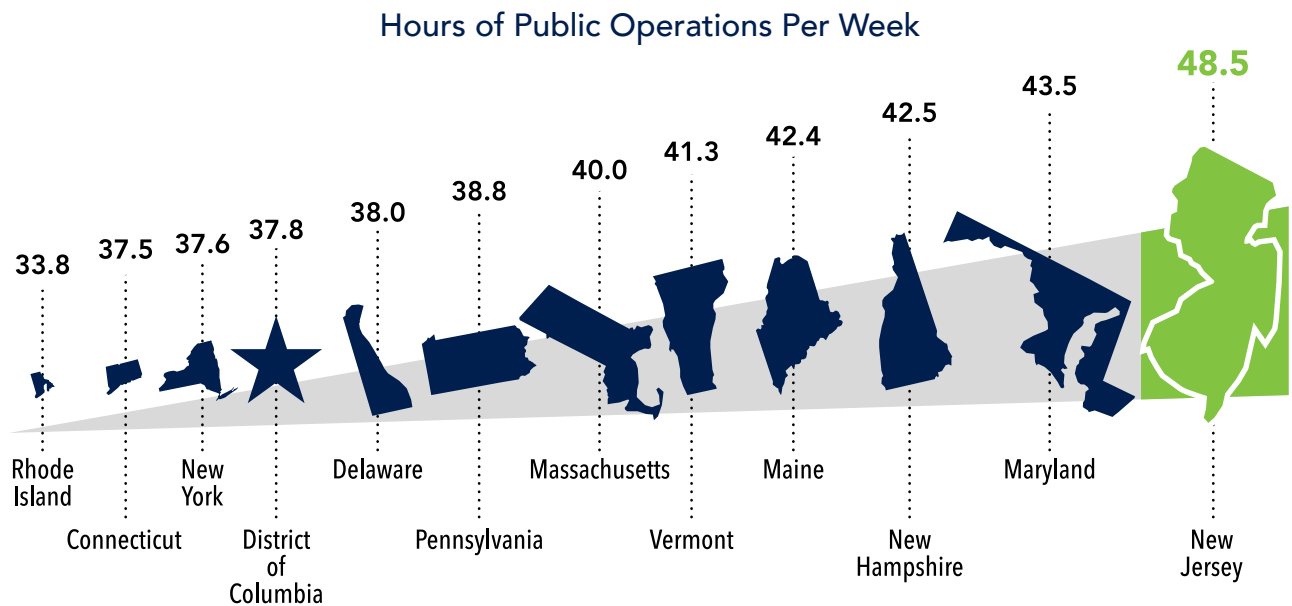 Hours of Public Operations Per Week
33.8
37.5
37.6
37.8
38.0
38.8
40.0
41.3
42.4
42.5
43.5
48.5
Rhode
Island
Connecticut
New
York
District
of
Columbia
Delaware
Pennsylvania
Massachusetts
Vermont
Maine
New
Hampshire
Maryland
New
Jersey